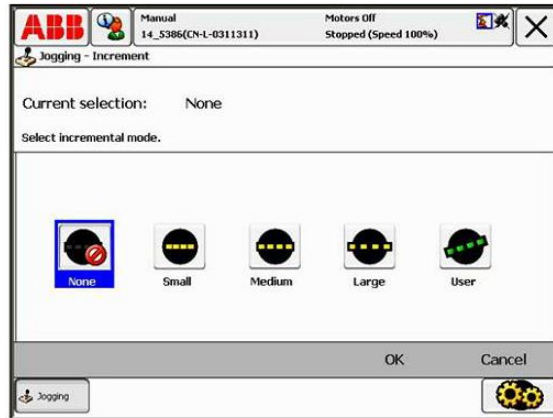 ABB
Manual
14_5386(CN-L-0311311)
Motors Off
Stopped (Speed 100%)
Jogging - Increment
Current selection: None
Select incremental mode.
None
Small
Medium
Large
User
OK
Cancel
Jogging